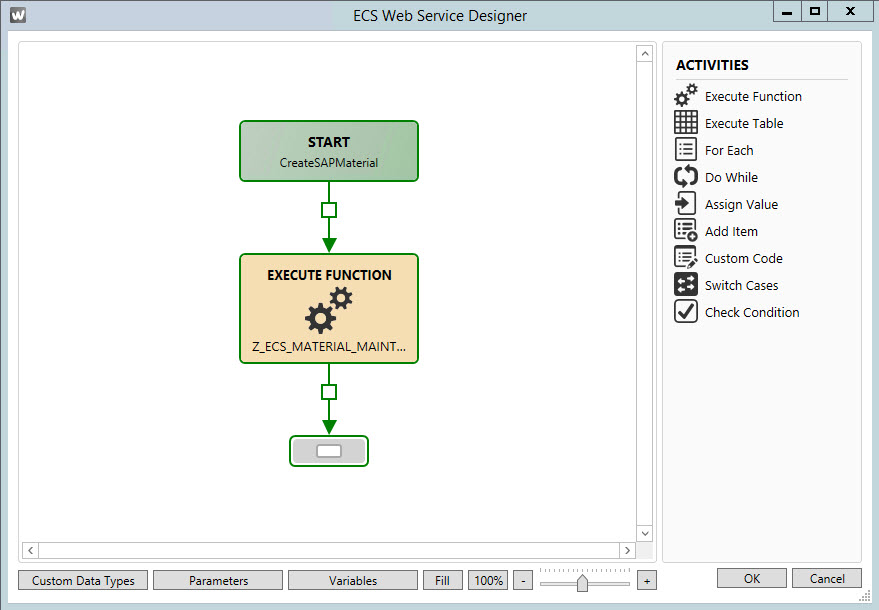 W
ECS Web Service Designer
START
CreateSAPMaterial
EXECUTE FUNCTION
Z_ECS_MATERIAL_MAINT...
ACTIVITIES
Execute Function
Execute Table
For Each
Do While
Assign Value
Add Item
Custom Code
Switch Cases
Check Condition
Custom Data Types
Parameters
Variables
Fill
100%
-
+
OK
Cancel